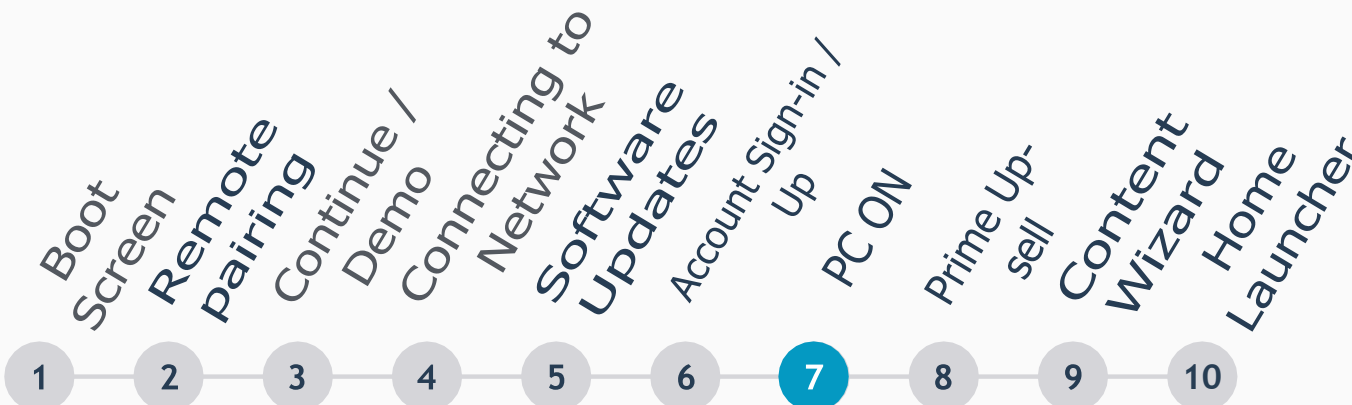 Boot
Screen
Remote
pairing
Continue /
Demo
Connecting to
Network
Software
Updates
Account Sign-in /
Up
PC ON
Prime Up-
sell
Content
Wizard
Home
Launcher
1 2 3 4 5 6 7 8 9 10